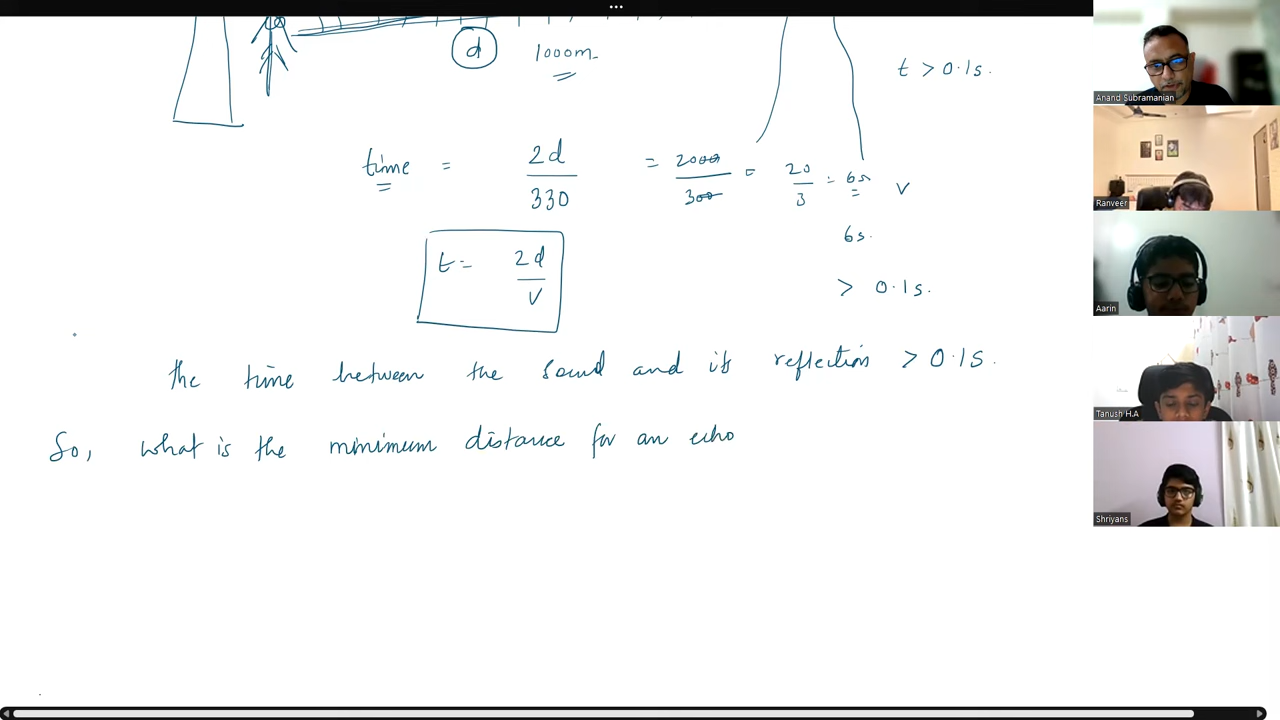 ...
d 1000m
t > 0.1s.
Anand Subramanian
time = 2d/330 = 2000/300 = 20/3 = 6s v
Ranveer
6s.
t = 2d/v
> 0.1s.
Aarin
the time between the sound and its reflection > 0.1s.
Tanush H.A
So, what is the minimum distance for an echo
Shriyans